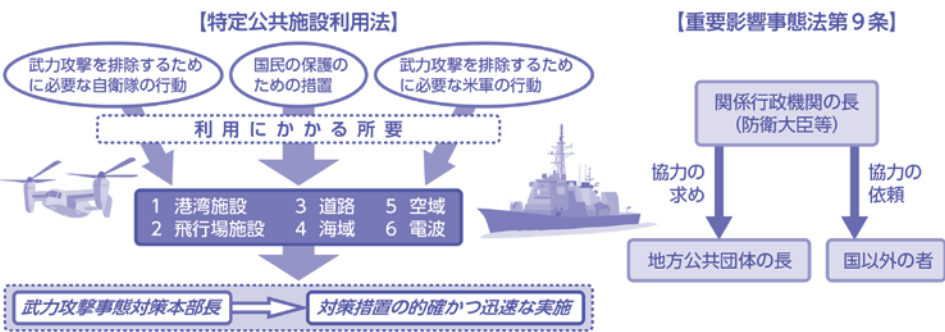 【特定公共施設利用法】
武力攻撃を排除するため
に必要な自衛隊の行動
国民の保護の
ための措置
武力攻撃を排除するため
に必要な米軍の行動
利用にかかる所要
1 港湾施設 3 道路 5 空域
2 飛行場施設 4 海域 6 電波
武力攻撃事態対策本部長
対策措置の的確かつ迅速な実施
【重要影響事態法第9条】
関係行政機関の長
(防衛大臣等)
協力の
求め
協力の
依頼
地方公共団体の長
国以外の者